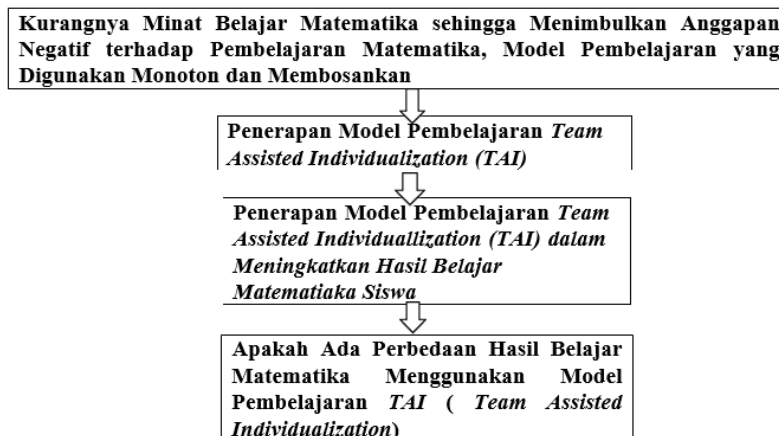 Kurangnya Minat Belajar Matematika sehingga Menimbulkan Anggapan
Negatif terhadap Pembelajaran Matematika, Model Pembelajaran yang
Digunakan Monoton dan Membosankan
Penerapan Model Pembelajaran Team
Assisted Individualization (TAI)
Penerapan Model Pembelajaran Team
Assisted Individuallization (TAI) dalam
Meningkatkan Hasil Belajar
Matematiaka Siswa
Apakah Ada Perbedaan Hasil Belajar
Matematika Menggunakan Model
Pembelajaran TAI ( Team Assisted
Individualization)